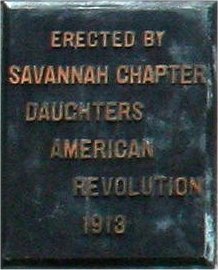 ERECTED BY
SAVANNAH CHAPTER
DAUGHTERS
AMERICAN
REVOLUTION
1913